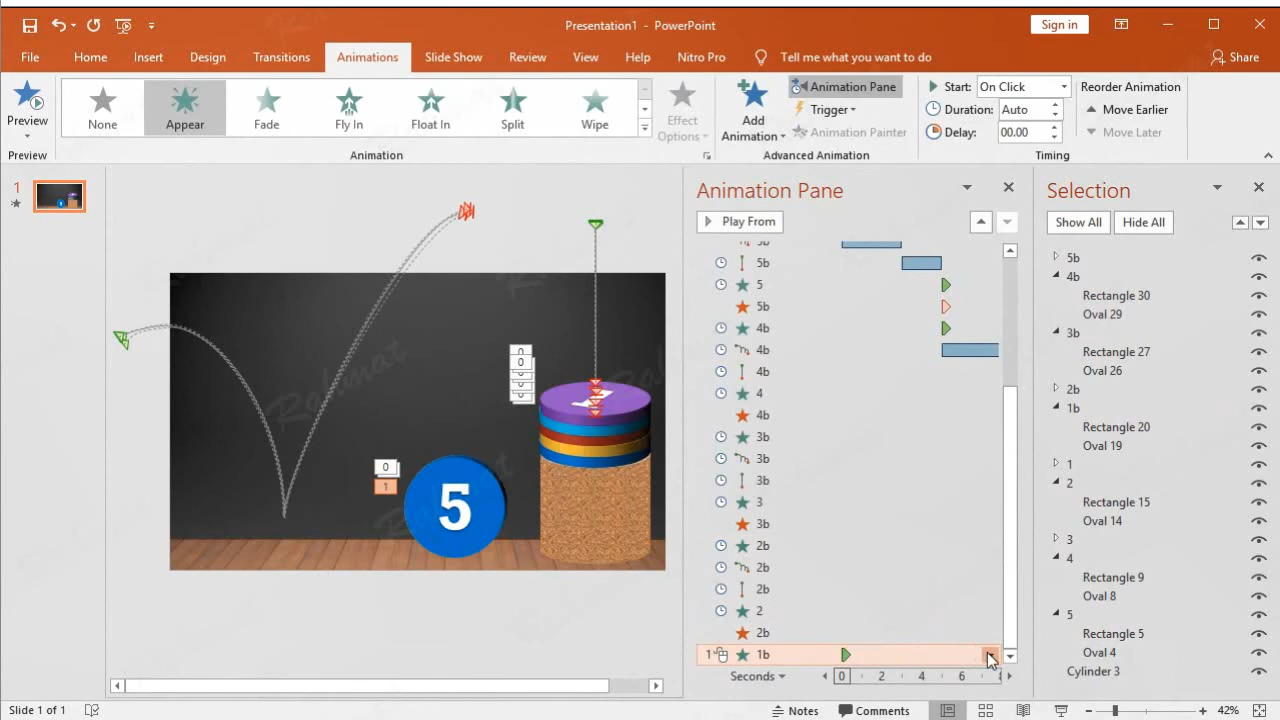 Presentation1 - PowerPoint
Sign in
File Home Insert Design Transitions Animations Slide Show Review View Help Nitro Pro Tell me what you want to do Share
Preview
None Appear Fade Fly In Float In Split Wipe
Effect Options
Add Animation
Animation Pane
Trigger
Animation Painter
Start: On Click
Duration: Auto
Delay: 00.00
Reorder Animation
Move Earlier
Move Later
Preview Animation Advanced Animation Timing
1
Rahmat
0
0
0
1
5
Animation Pane
Play From
5b
5
5b
4b
4b
4b
4
4b
3b
3b
3b
3
3b
2b
2b
2b
2
2b
1 1b
Seconds 0 2 4 6
Selection
Show All Hide All
5b
4b
Rectangle 30
Oval 29
3b
Rectangle 27
Oval 26
2b
1b
Rectangle 20
Oval 19
1
2
Rectangle 15
Oval 14
3
4
Rectangle 9
Oval 8
5
Rectangle 5
Oval 4
Cylinder 3
Slide 1 of 1 Notes Comments 42%